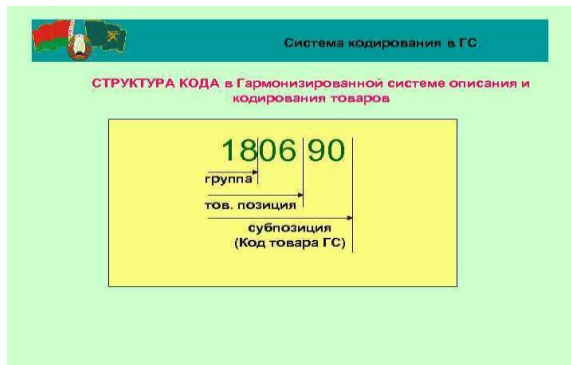 Система кодирования в ГС
СТРУКТУРА КОДА в Гармонизированной системе описания и
кодирования товаров
1806 90
группа
тов. позиция
субпозиция
(Код товара ГС)